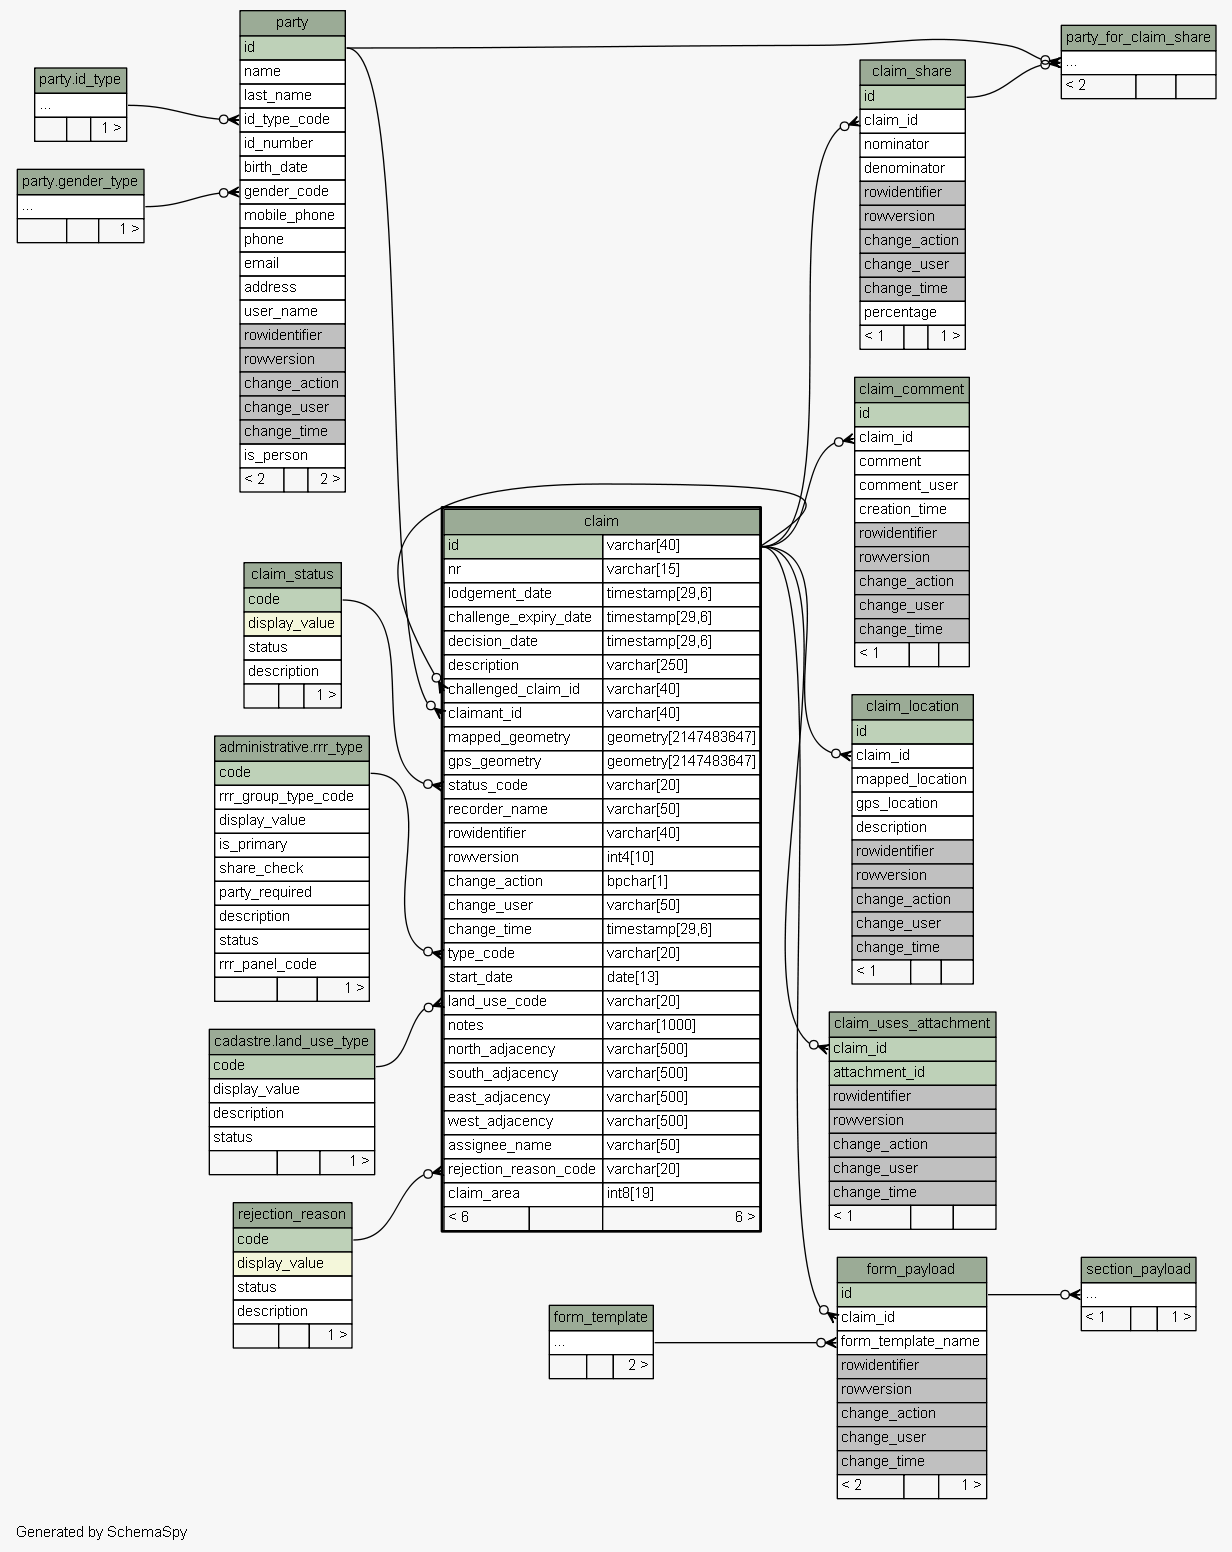 party
id
name
last_name
id_type_code
id_number
birth_date
gender_code
mobile_phone
phone
email
address
user_name
rowidentifier
rowversion
change_action
change_user
change_time
is_person
< 2 2 >
party.id_type
...
1 >
party.gender_type
...
1 >
party_for_claim_share
...
< 2
claim_share
id
claim_id
nominator
denominator
rowidentifier
rowversion
change_action
change_user
change_time
percentage
< 1 1 >
claim_comment
id
claim_id
comment
comment_user
creation_time
rowidentifier
rowversion
change_action
change_user
change_time
< 1
claim
id varchar[40]
nr varchar[15]
lodgement_date timestamp[29,6]
challenge_expiry_date timestamp[29,6]
decision_date timestamp[29,6]
description varchar[250]
challenged_claim_id varchar[40]
claimant_id varchar[40]
mapped_geometry geometry[2147483647]
gps_geometry geometry[2147483647]
status_code varchar[20]
recorder_name varchar[50]
rowidentifier varchar[40]
rowversion int4[10]
change_action bpchar[1]
change_user varchar[50]
change_time timestamp[29,6]
type_code varchar[20]
start_date date[13]
land_use_code varchar[20]
notes varchar[1000]
north_adjacency varchar[500]
south_adjacency varchar[500]
east_adjacency varchar[500]
west_adjacency varchar[500]
assignee_name varchar[50]
rejection_reason_code varchar[20]
claim_area int8[19]
< 6 6 >
claim_status
code
display_value
status
description
1 >
administrative.rrr_type
code
rrr_group_type_code
display_value
is_primary
share_check
party_required
description
status
rrr_panel_code
1 >
cadastre.land_use_type
code
display_value
description
status
1 >
rejection_reason
code
display_value
status
description
1 >
claim_location
id
claim_id
mapped_location
gps_location
description
rowidentifier
rowversion
change_action
change_user
change_time
< 1
claim_uses_attachment
claim_id
attachment_id
rowidentifier
rowversion
change_action
change_user
change_time
< 1
form_payload
id
claim_id
form_template_name
rowidentifier
rowversion
change_action
change_user
change_time
< 2 1 >
section_payload
...
< 1 1 >
form_template
...
2 >
Generated by SchemaSpy